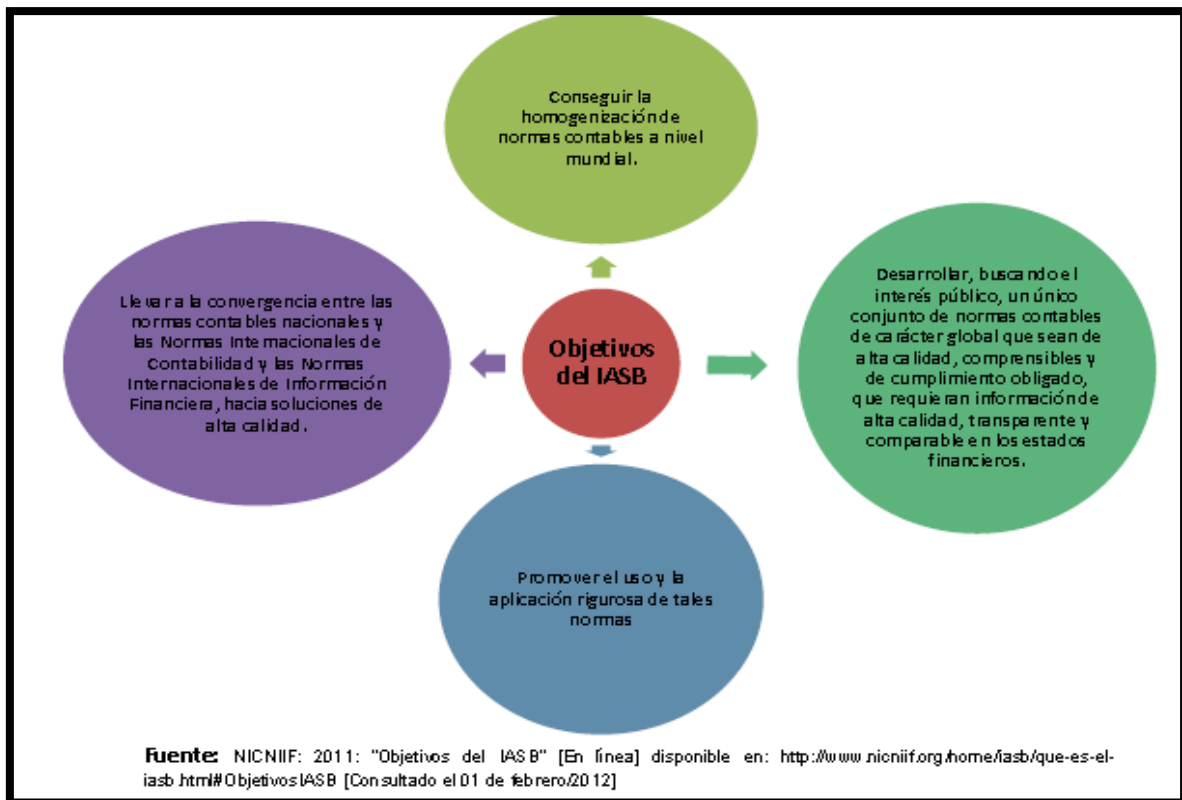 Conseguir la
homogenización de
normas contables a nivel
mundial.
Llevar a la convergencia entre las
normas contables nacionales y
las Normas Internacionales de
Contabilidad y las Normas
Internacionales de Información
Financiera, hacia soluciones de
alta calidad.
Objetivos
del IASB
Desarrollar, buscando el
interés público, un único
conjunto de normas contables
de carácter global que sean de
alta calidad, comprensibles y
de cumplimiento obligado,
que requieran información de
alta calidad, transparente y
comparable en los estados
financieros.
Promover el uso y la
aplicación rigurosa de tales
normas
Fuente: NICNIIF: 2011: "Objetivos del IASB" [En línea] disponible en: http://www.nicniif.org/home/iasb/que-es-el-
iasb.html#ObjetivosIASB [Consultado el 01 de febrero/2012]